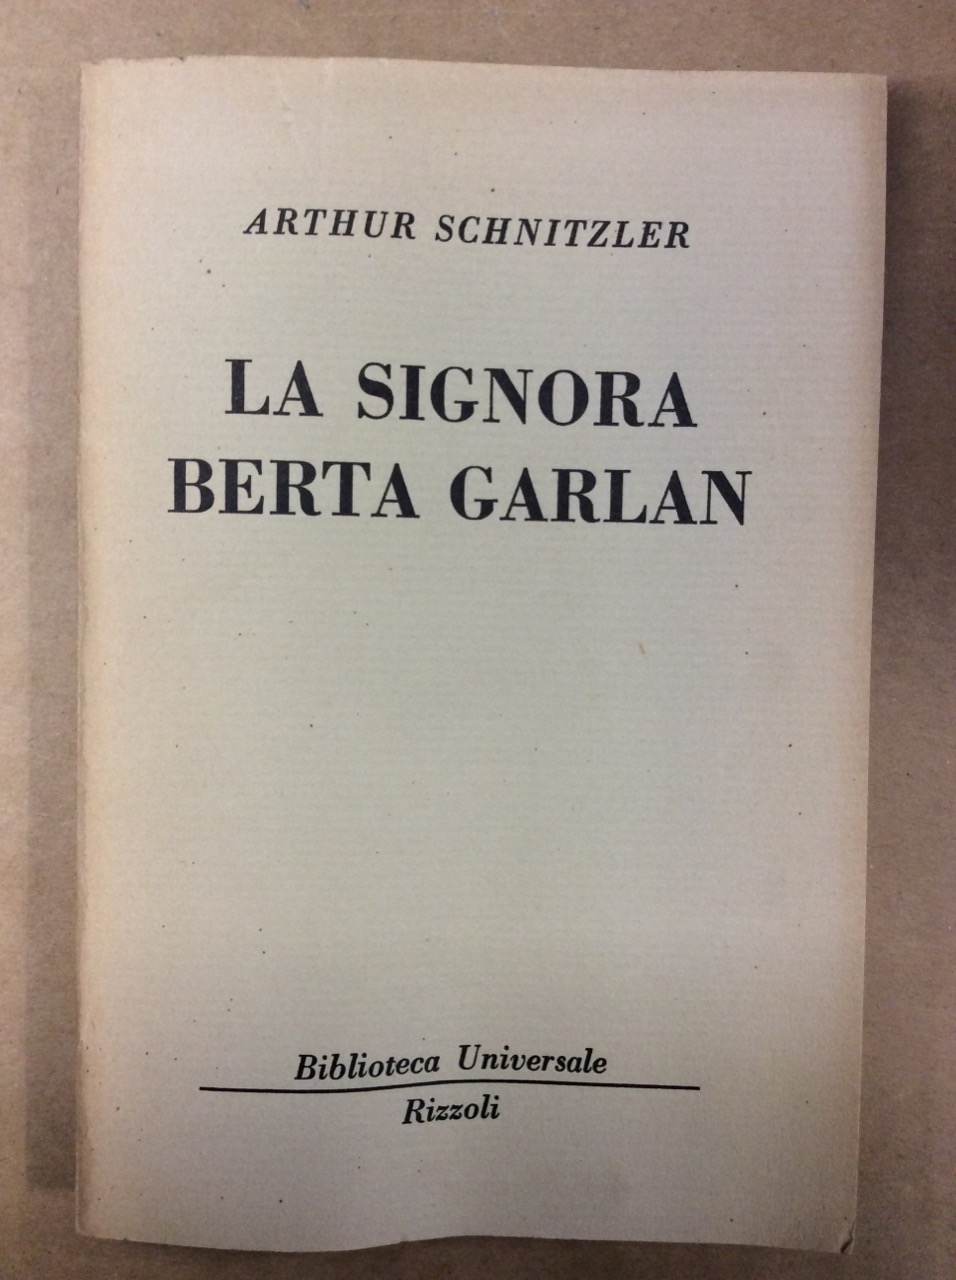 ARTHUR SCHNITZLER
LA SIGNORA
BERTA GARLAN
Biblioteca Universale
Rizzoli